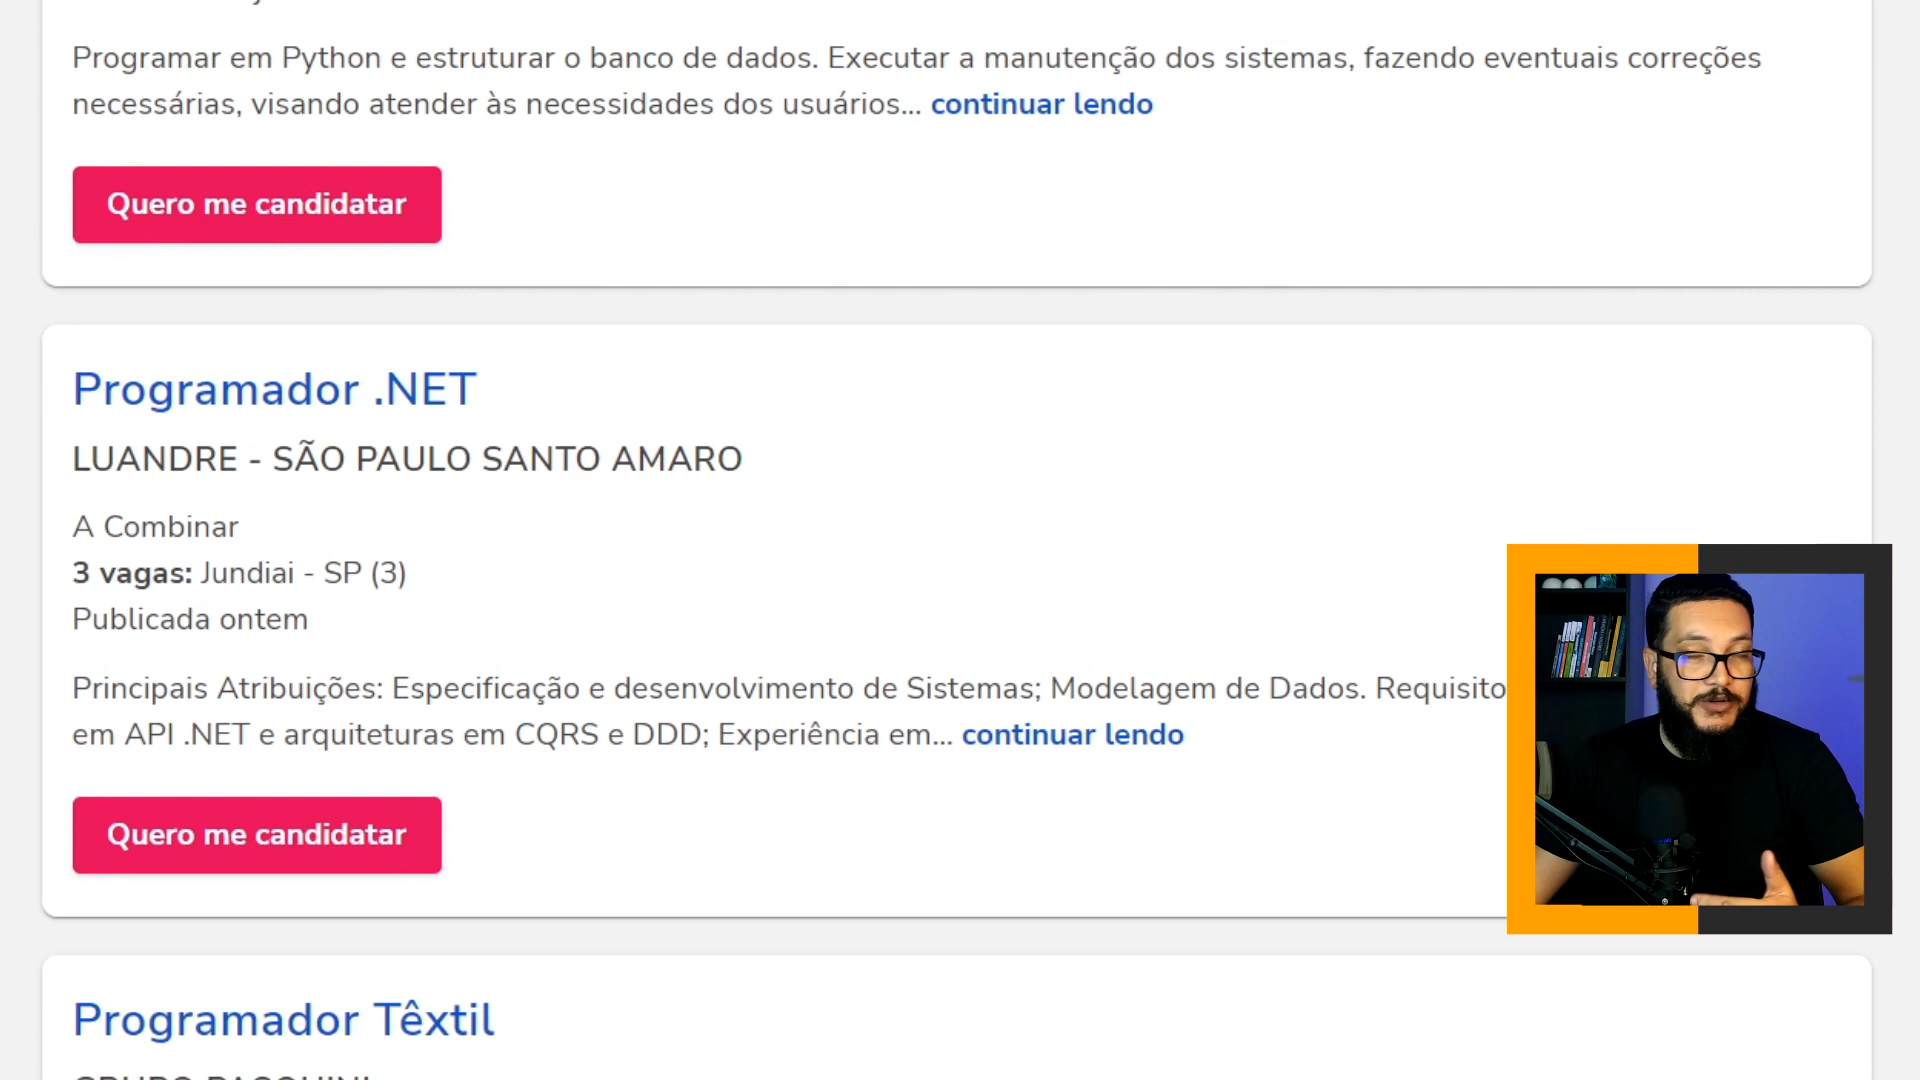 Programar em Python e estruturar o banco de dados. Executar a manutenção dos sistemas, fazendo eventuais correções
necessárias, visando atender às necessidades dos usuários... continuar lendo
Quero me candidatar
Programador .NET
LUANDRE - SÃO PAULO SANTO AMARO
A Combinar
3 vagas: Jundiai - SP (3)
Publicada ontem
Principais Atribuições: Especificação e desenvolvimento de Sistemas; Modelagem de Dados. Requisito
em API .NET e arquiteturas em CQRS e DDD; Experiência em... continuar lendo
Quero me candidatar
Programador Têxtil